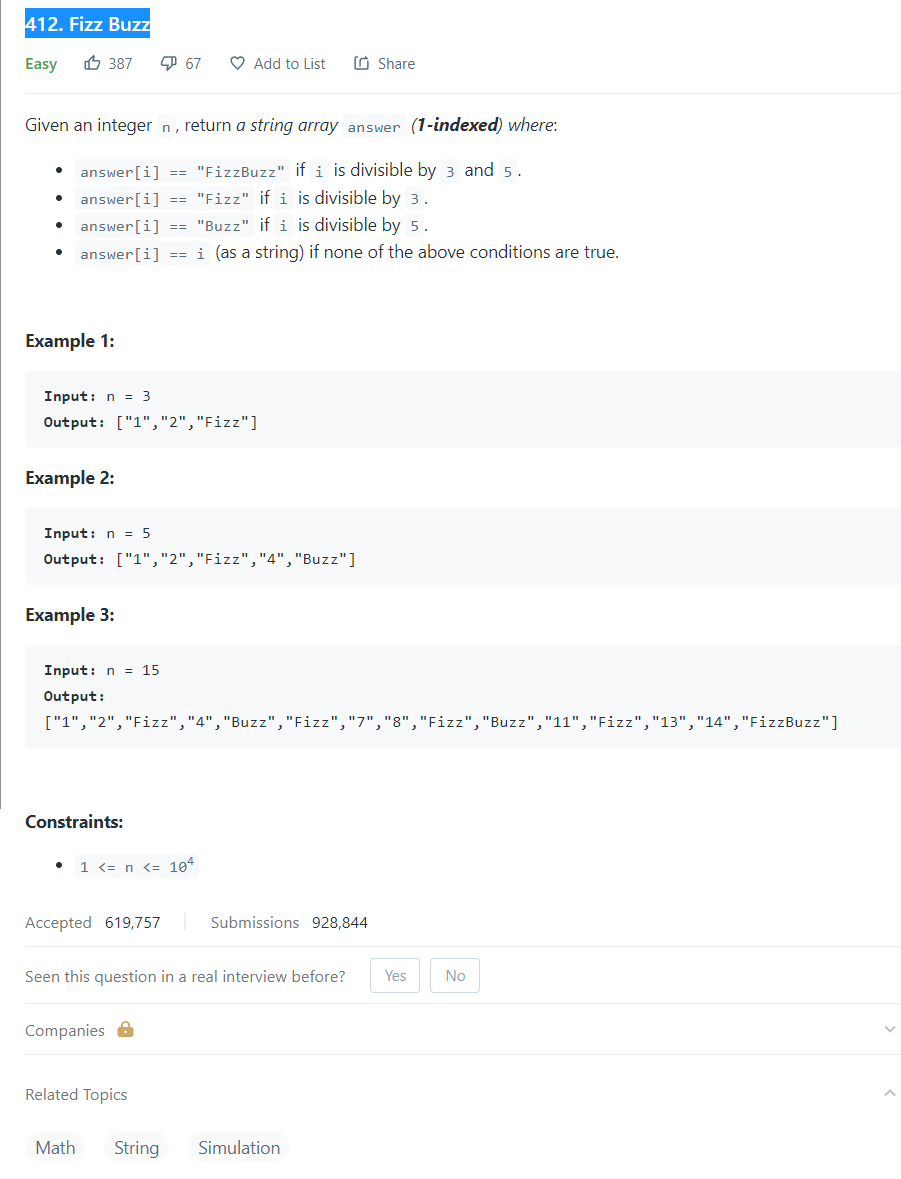 412. Fizz Buzz
Easy 387 67 Add to List Share
Given an integer n, return a string array answer (1-indexed) where:
• answer[i] == "FizzBuzz" if i is divisible by 3 and 5.
• answer[i] == "Fizz" if i is divisible by 3.
• answer[i] == "Buzz" if i is divisible by 5.
• answer[i] == i (as a string) if none of the above conditions are true.
Example 1:
Input: n = 3
Output: ["1","2","Fizz"]
Example 2:
Input: n = 5
Output: ["1","2","Fizz","4","Buzz"]
Example 3:
Input: n = 15
Output:
["1","2","Fizz","4","Buzz","Fizz","7","8","Fizz","Buzz","11","Fizz","13","14","FizzBuzz"]
Constraints:
• 1 <= n <= 10⁴
Accepted 619,757 Submissions 928,844
Seen this question in a real interview before? Yes No
Companies
Related Topics
Math String Simulation